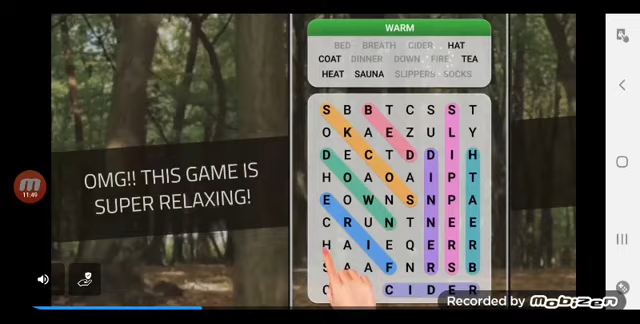 WARM
BED BREATH CIDER HAT
COAT DINNER DOWN FIRE TEA
HEAT SAUNA SLIPPERS SOCKS
S B B T C S S T
O K A E Z U L Y
D E C T D D I H
H O A O A I P T
E O W N S N P A
C R U N T N E E
H A I E Q E R R
S A A F N R S B
C I D E R
OMG!! THIS GAME IS
SUPER RELAXING!
11:49
Recorded by Mobizen